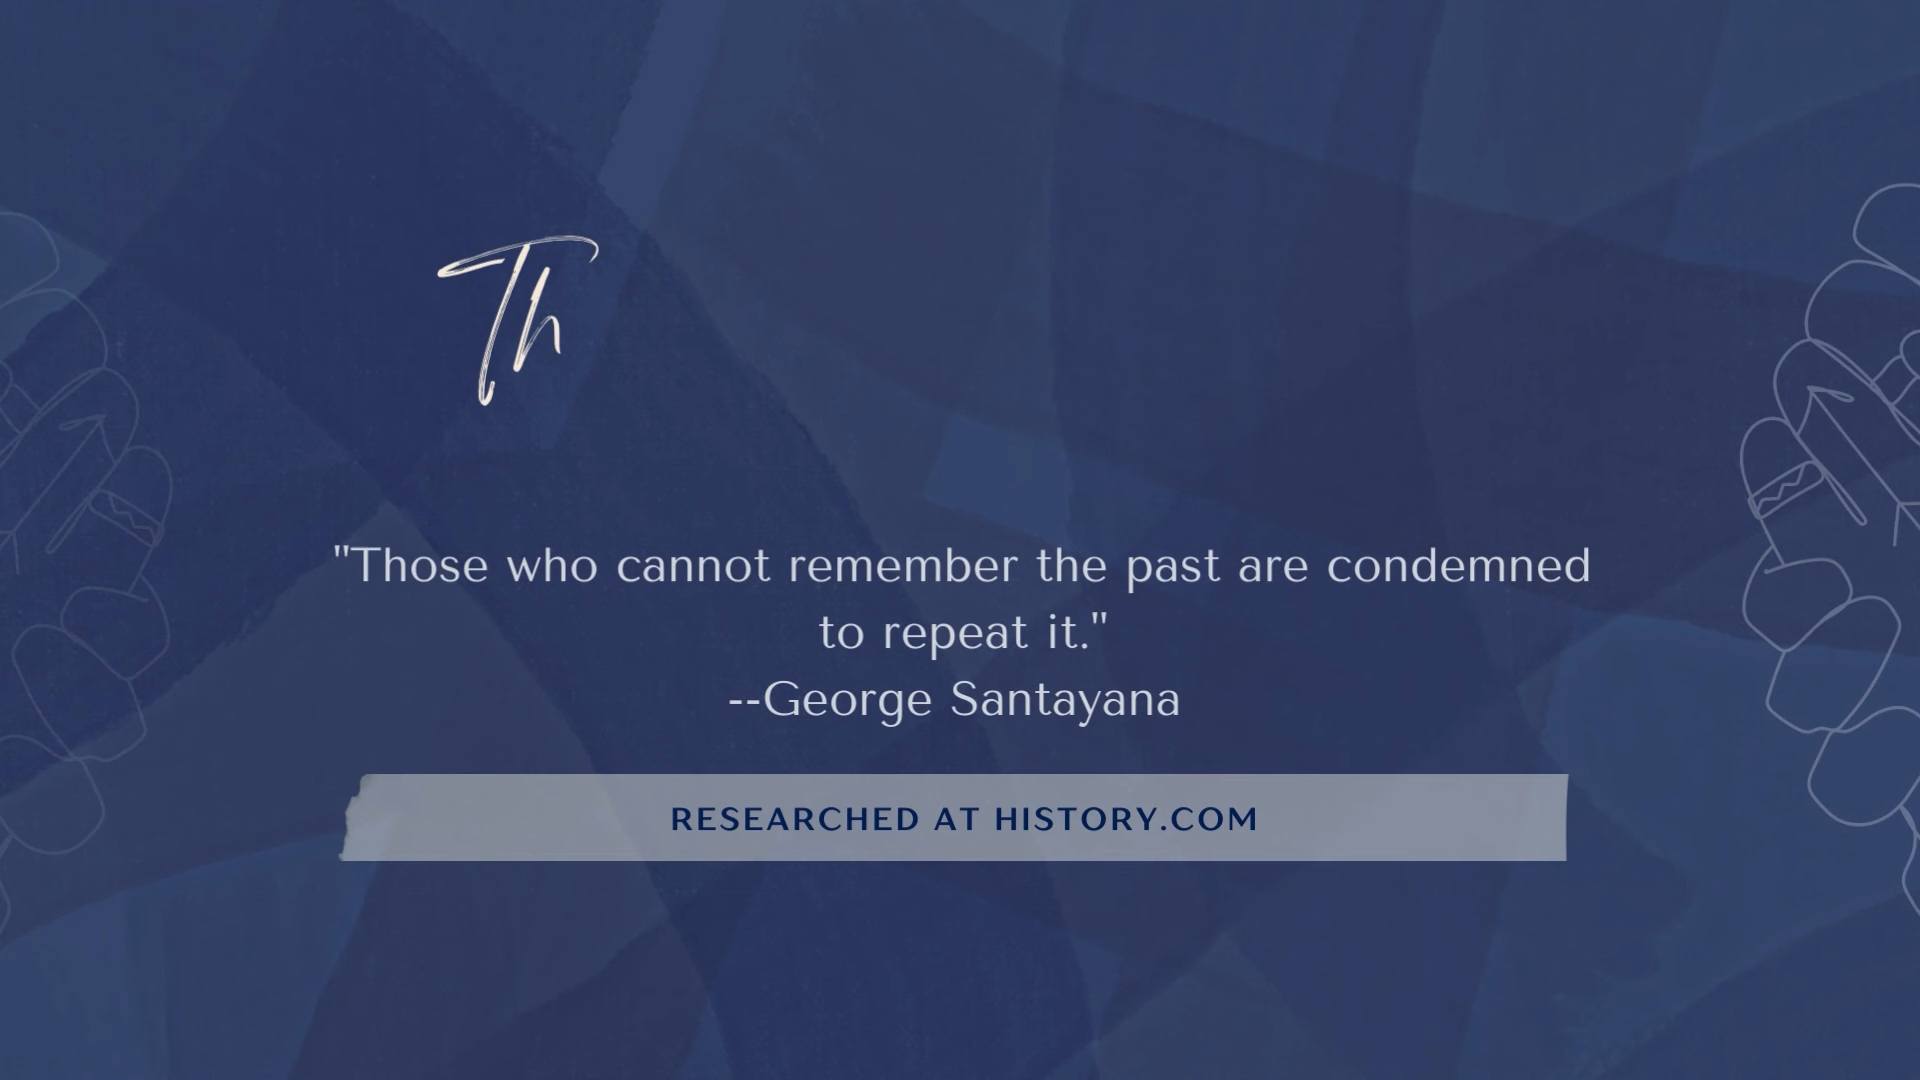 Th
"Those who cannot remember the past are condemned
to repeat it."
--George Santayana
RESEARCHED AT HISTORY.COM